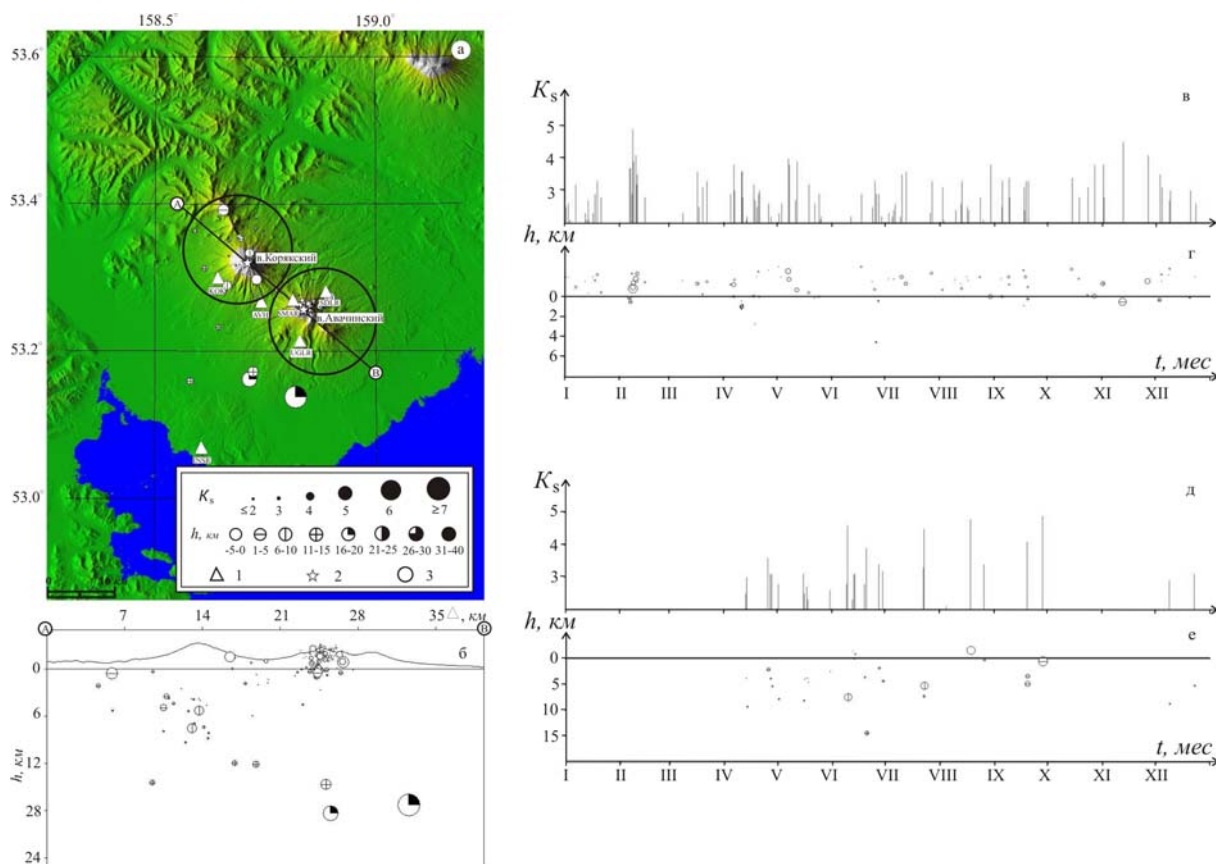 158.5° 159.0°
53.6°
а
53.4°
А
в.Корякский
в.Авачинский
UGLR
53.2°
В
53.0°
Ks
≤2 3 4 5 6 ≥7
h, км
-5-0 1-5 6-10 11-15 16-20 21-25 26-30 31-40
1 2 3
7 14 21 28 35 , км
А В
б
0
6
12
28
24
h, км
Ks
в
5
4
3
h, км
г
0
2
4
6
t, мес
I II III IV V VI VII VIII IX X XI XII
Ks
д
5
4
3
h, км
е
0
5
10
15
t, мес
I II III IV V VI VII VIII IX X XI XII